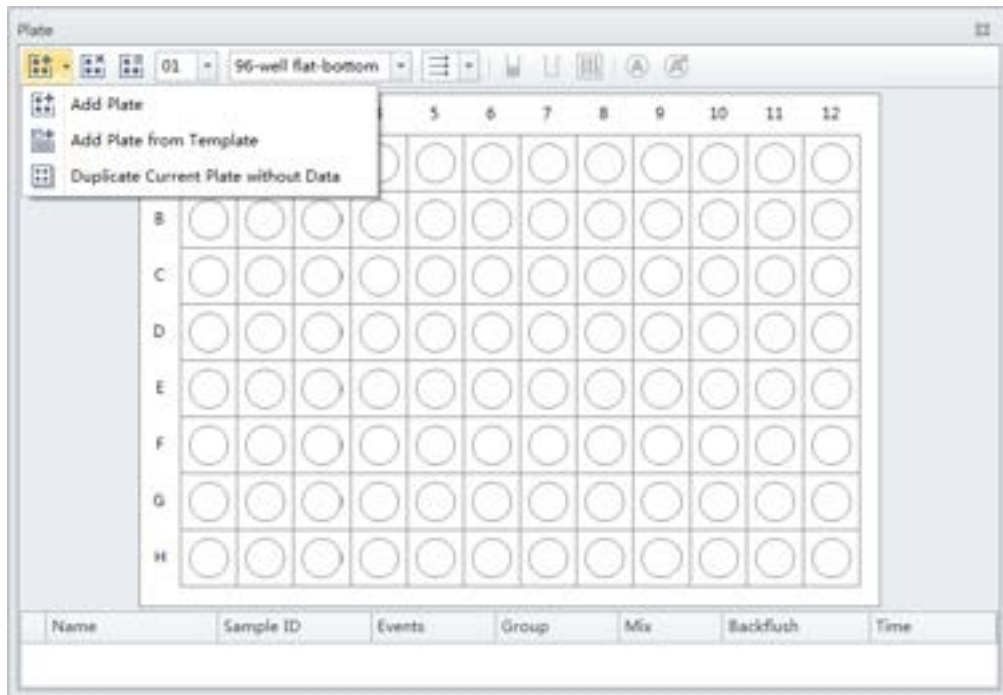 Plate
01 96-well flat-bottom A A
Add Plate
5 6 7 8 9 10 11 12
Add Plate from Template
Duplicate Current Plate without Data
B
C
D
E
F
G
H
Name Sample ID Events Group Mix Backflush Time